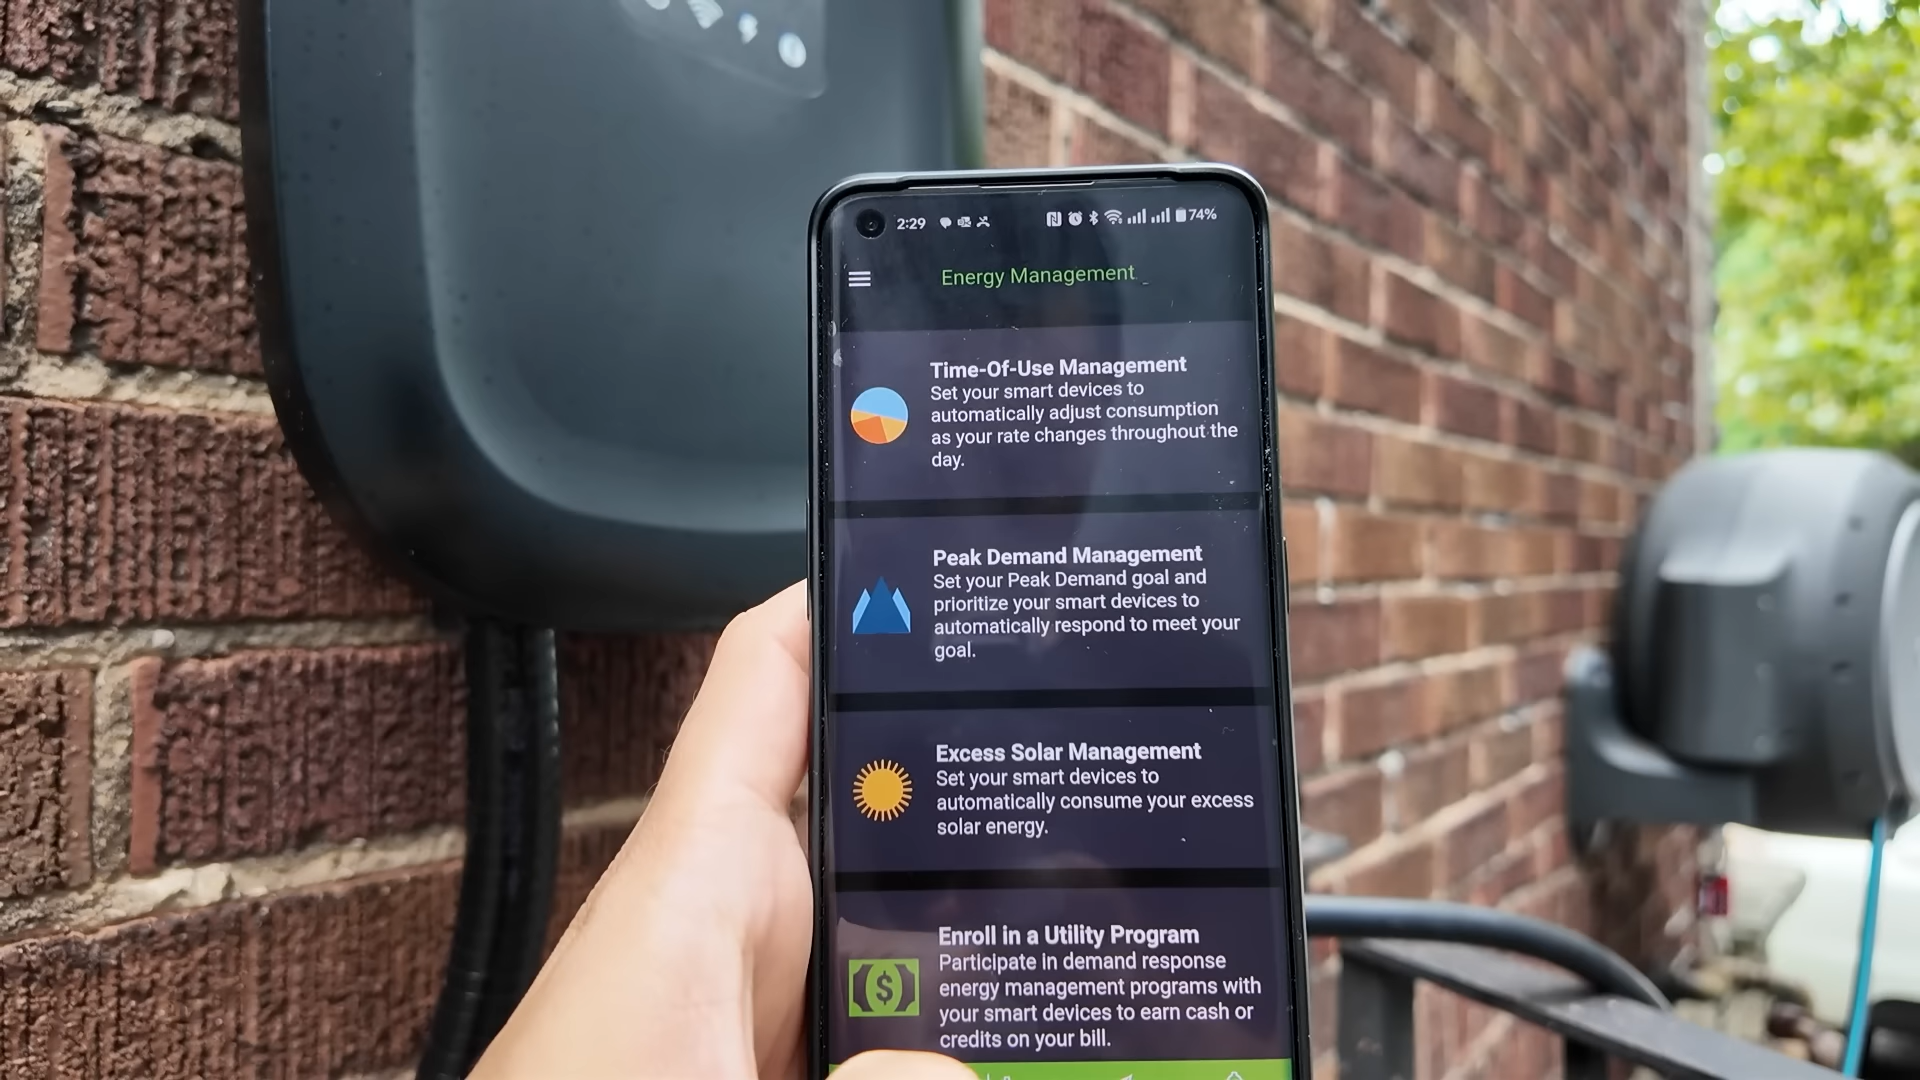 2:29
74%
Energy Management
Time-Of-Use Management
Set your smart devices to
automatically adjust consumption
as your rate changes throughout the
day.
Peak Demand Management
Set your Peak Demand goal and
prioritize your smart devices to
automatically respond to meet your
goal.
Excess Solar Management
Set your smart devices to
automatically consume your excess
solar energy.
Enroll in a Utility Program
Participate in demand response
energy management programs with
your smart devices to earn cash or
credits on your bill.